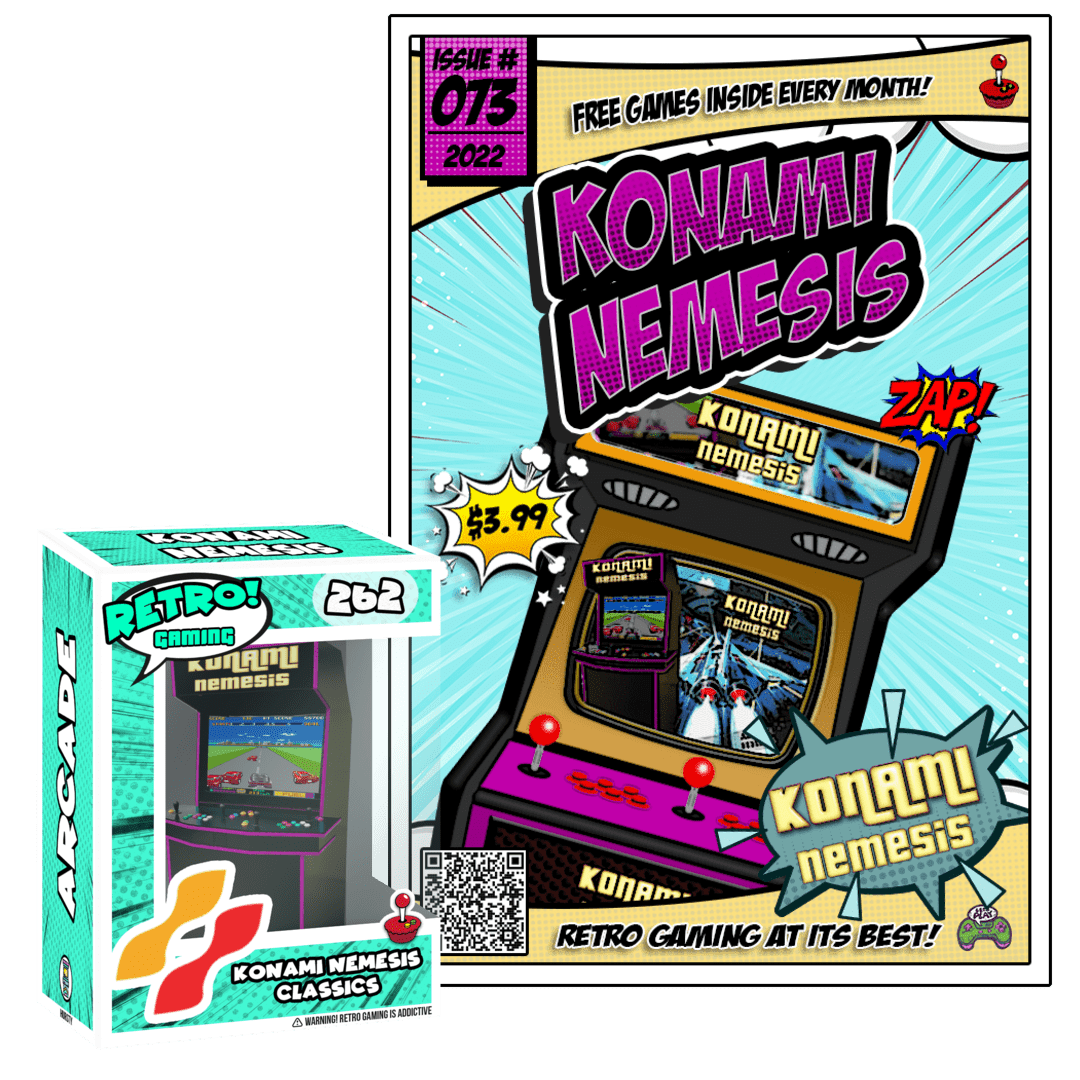 ISSUE #
073
2022
FREE GAMES INSIDE EVERY MONTH!
KONAMI
NEMESIS
ZAP!
KONAMI
nemesis
$3.99
KONAMI
nemesis
KONAMI
nemesis
KONAMI
nemesis
KONAMI
RETRO GAMING AT ITS BEST!
PLAY
KONAMI
NEMESIS
RETRO!
GAMING
262
ARCADE
KONAMI
nemesis
KONAMI NEMESIS
CLASSICS
WARNING! RETRO GAMING IS ADDICTIVE